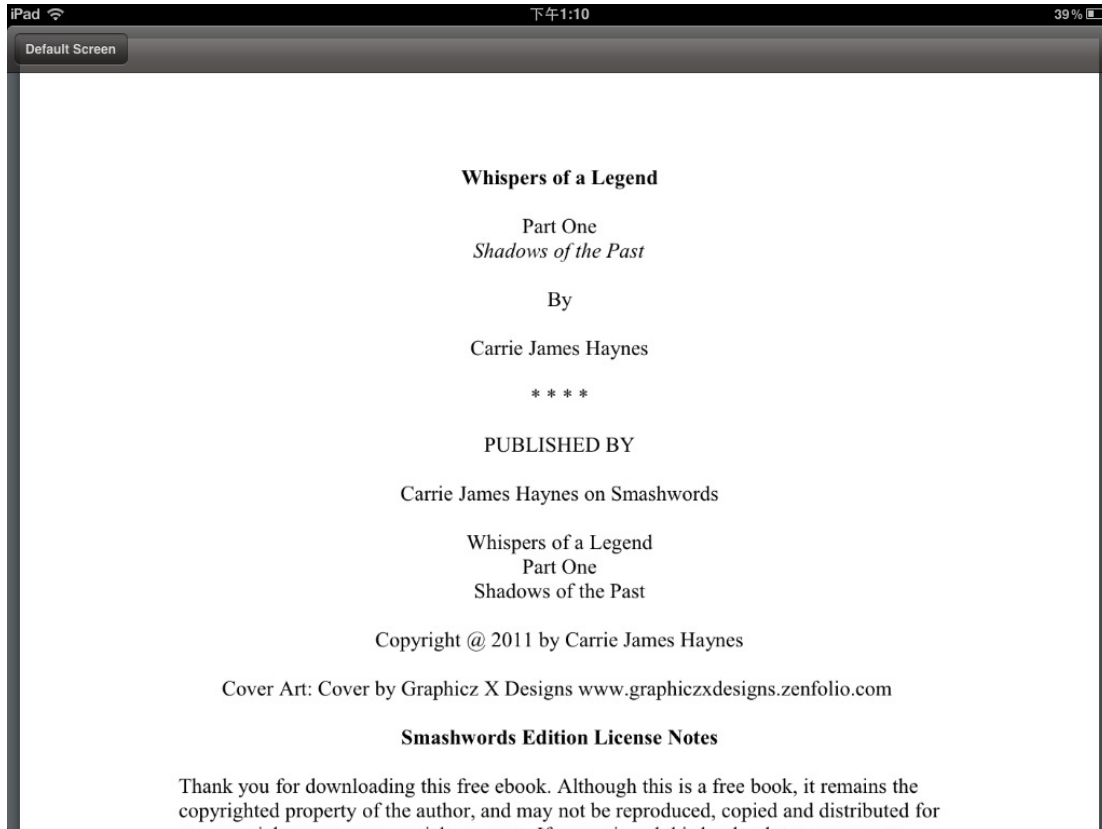 iPad 下午1:10 39%
Default Screen
Whispers of a Legend
Part One
Shadows of the Past
By
Carrie James Haynes
* * * *
PUBLISHED BY
Carrie James Haynes on Smashwords
Whispers of a Legend
Part One
Shadows of the Past
Copyright @ 2011 by Carrie James Haynes
Cover Art: Cover by Graphicz X Designs www.graphiczxdesigns.zenfolio.com
Smashwords Edition License Notes
Thank you for downloading this free ebook. Although this is a free book, it remains the
copyrighted property of the author, and may not be reproduced, copied and distributed for